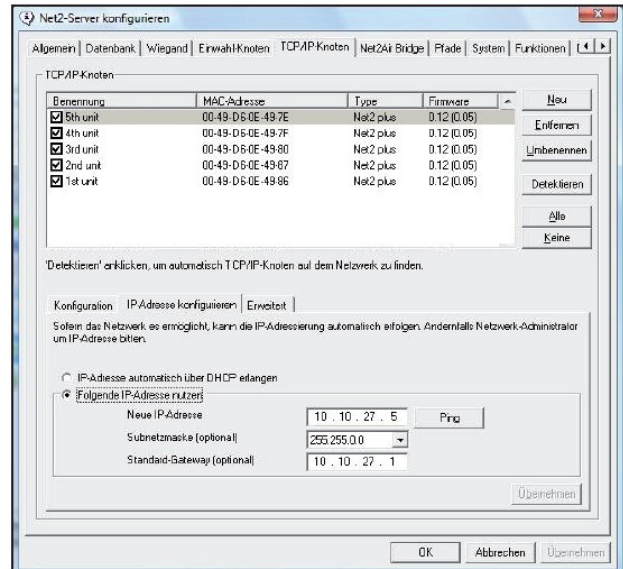 Net2-Server konfigurieren
Allgemein Datenbank Wiegand Einwahl-Knoten TCP/IP-Knoten Net2Air Bridge Pfade System Funktionen
TCP/IP-Knoten
Benennung MAC-Adresse Type Firmware
5th unit 00-49-D6-0E-49-7E Net2 plus 0.12 (0.05)
4th unit 00-49-D6-0E-49-7F Net2 plus 0.12 (0.05)
3rd unit 00-49-D6-0E-49-80 Net2 plus 0.12 (0.05)
2nd unit 00-49-D6-0E-49-87 Net2 plus 0.12 (0.05)
1st unit 00-49-D6-0E-49-86 Net2 plus 0.12 (0.05)
Neu
Entfernen
Umbenennen
Detektieren
Alle
Keine
'Detektieren' anklicken, um automatisch TCP/IP-Knoten auf dem Netzwerk zu finden.
Konfiguration IP-Adresse konfigurieren Erweitert
Sofern das Netzwerk es ermöglicht, kann die IP-Adressierung automatisch erfolgen. Andernfalls Netzwerk-Administrator
um IP-Adresse bitten.
IP-Adresse automatisch über DHCP erlangen
Folgende IP-Adresse nutzen
Neue IP-Adresse 10 . 10 . 27 . 5 Ping
Subnetzmaske (optional) 255.255.0.0
Standard-Gateway (optional) 10 . 10 . 27 . 1
Übernehmen
OK Abbrechen Übernehmen